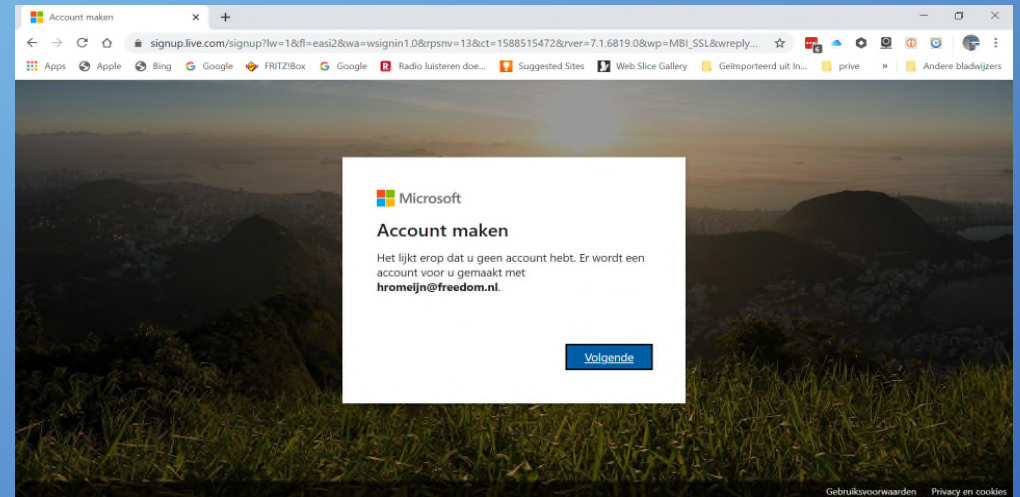 Account maken
signup.live.com/signup?lw=1&fl=easi2&wa=wsignin1.0&rpsnv=13&ct=1588515472&rver=7.1.6819.0&wp=MBI_SSL&wreply...
6
Apps Apple Bing Google FRITZ!Box Google Radio luisteren doe... Suggested Sites Web Slice Gallery Geïmporteerd uit In... prive » Andere bladwijzers
Microsoft
Account maken
Het lijkt erop dat u geen account hebt. Er wordt een
account voor u gemaakt met
hromeijn@freedom.nl.
Volgende
Gebruiksvoorwaarden Privacy en cookies